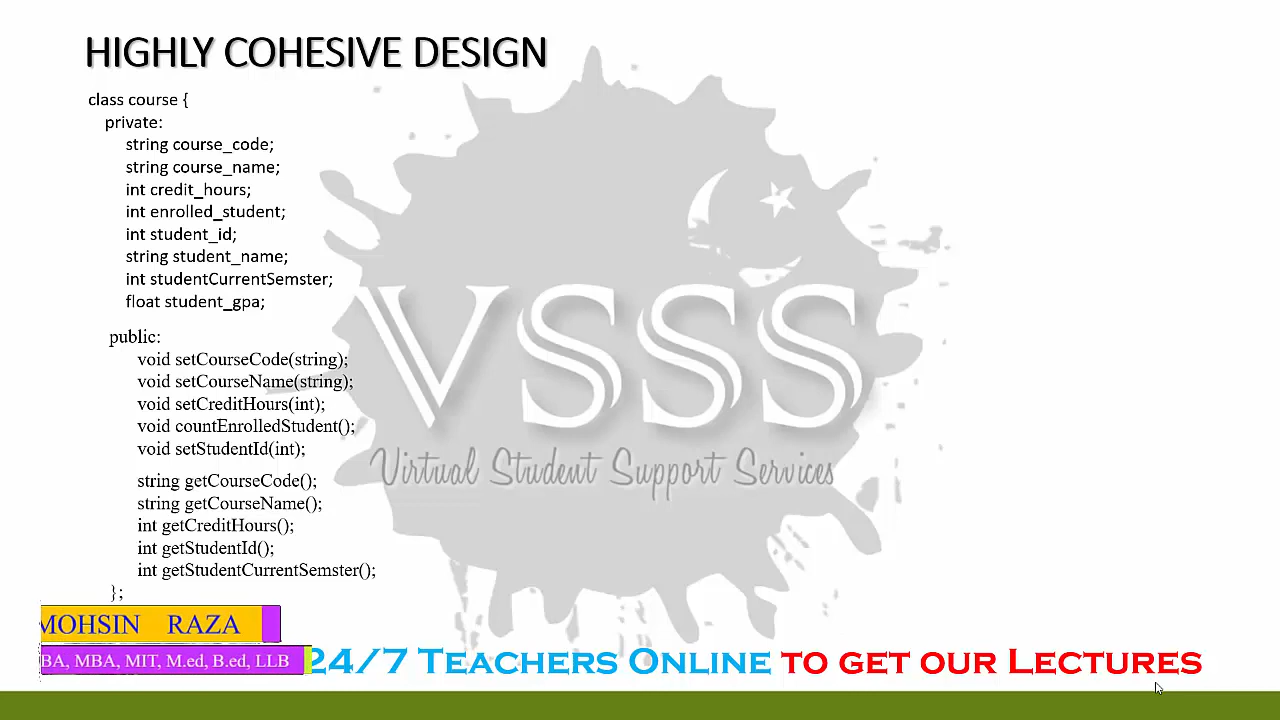 HIGHLY COHESIVE DESIGN
class course {
private:
string course_code;
string course_name;
int credit_hours;
int enrolled_student;
int student_id;
string student_name;
int studentCurrentSemster;
float student_gpa;
public:
void setCourseCode(string);
void setCourseName(string);
void setCreditHours(int);
void countEnrolledStudent();
void setStudentId(int);
string getCourseCode();
string getCourseName();
int getCreditHours();
int getStudentId();
int getStudentCurrentSemster();
};
VSSS
Virtual Student Support Services
MOHSIN RAZA
BA, MBA, MIT, M.ed, B.ed, LLB
24/7 Teachers Online to get our Lectures